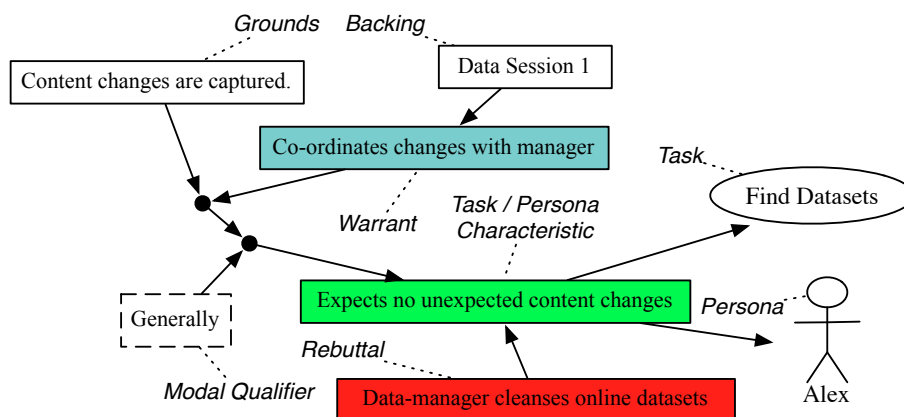 Grounds
Backing
Content changes are captured.
Data Session 1
Co-ordinates changes with manager
Task
Find Datasets
Warrant
Task / Persona
Characteristic
Expects no unexpected content changes
Persona
Generally
Rebuttal
Modal Qualifier
Data-manager cleanses online datasets
Alex